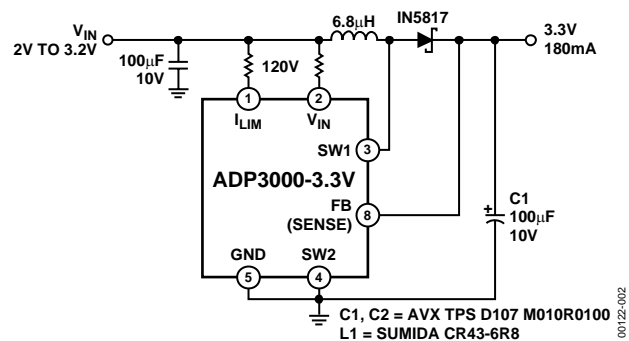 6.8μH
IN5817
VIN
2V TO 3.2V
3.3V
180mA
100μF
10V
120V
1
2
ILIM
VIN
SW1
3
ADP3000-3.3V
FB
(SENSE)
8
C1
100μF
10V
+
GND
SW2
5
4
C1, C2 = AVX TPS D107 M010R0100
L1 = SUMIDA CR43-6R8
00122-002